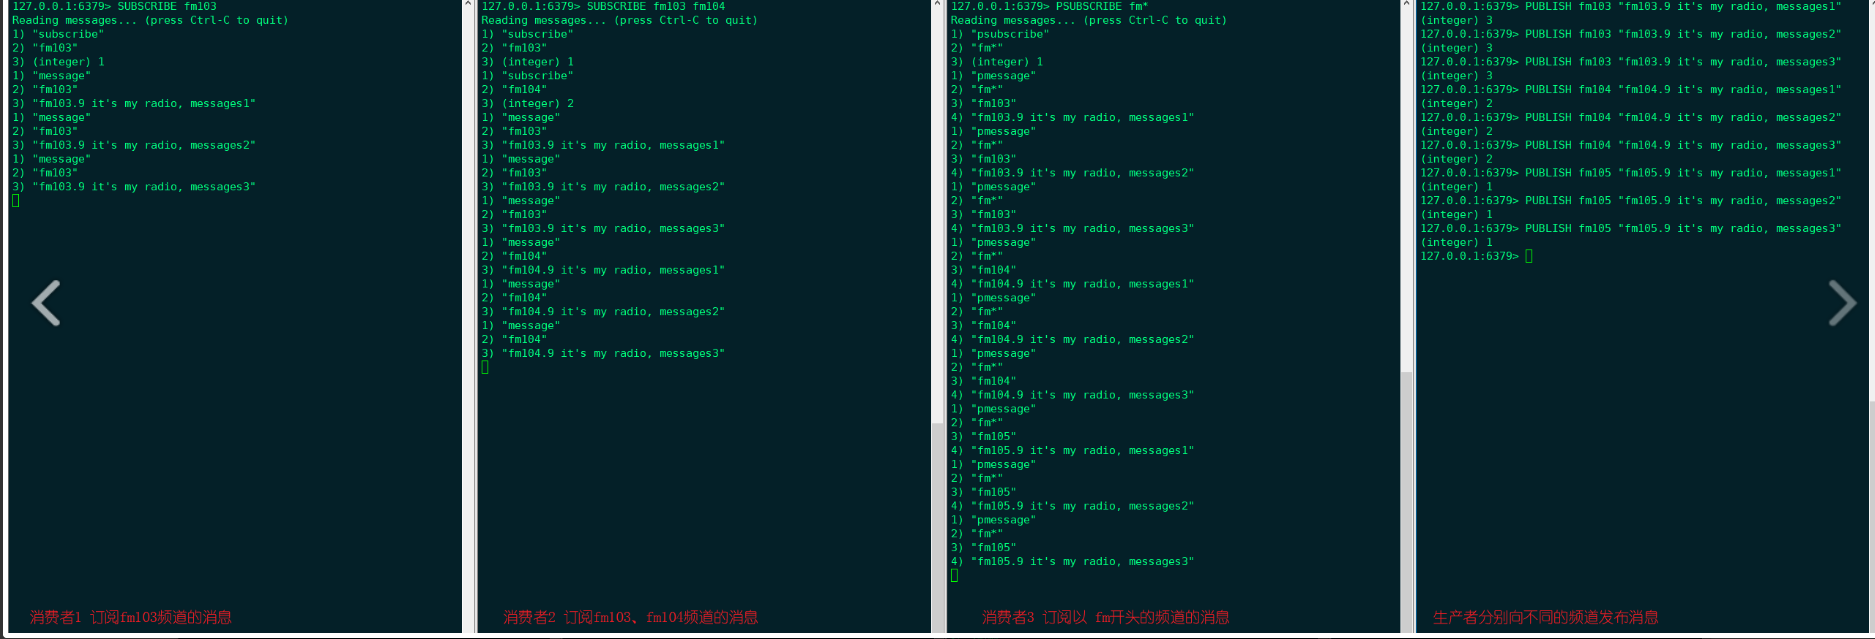 127.0.0.1:6379> SUBSCRIBE fm103
Reading messages... (press Ctrl-C to quit)
1) "subscribe"
2) "fm103"
3) (integer) 1
1) "message"
2) "fm103"
3) "fm103.9 it's my radio, messages1"
1) "message"
2) "fm103"
3) "fm103.9 it's my radio, messages2"
1) "message"
2) "fm103"
3) "fm103.9 it's my radio, messages3"
消费者1 订阅fm103频道的消息
127.0.0.1:6379> SUBSCRIBE fm103 fm104
Reading messages... (press Ctrl-C to quit)
1) "subscribe"
2) "fm103"
3) (integer) 1
1) "subscribe"
2) "fm104"
3) (integer) 2
1) "message"
2) "fm103"
3) "fm103.9 it's my radio, messages1"
1) "message"
2) "fm103"
3) "fm103.9 it's my radio, messages2"
1) "message"
2) "fm103"
3) "fm103.9 it's my radio, messages3"
1) "message"
2) "fm104"
3) "fm104.9 it's my radio, messages1"
1) "message"
2) "fm104"
3) "fm104.9 it's my radio, messages2"
1) "message"
2) "fm104"
3) "fm104.9 it's my radio, messages3"
消费者2 订阅fm103、fm104频道的消息
127.0.0.1:6379> PSUBSCRIBE fm*
Reading messages... (press Ctrl-C to quit)
1) "psubscribe"
2) "fm*"
3) (integer) 1
1) "pmessage"
2) "fm*"
3) "fm103"
4) "fm103.9 it's my radio, messages1"
1) "pmessage"
2) "fm*"
3) "fm103"
4) "fm103.9 it's my radio, messages2"
1) "pmessage"
2) "fm*"
3) "fm103"
4) "fm103.9 it's my radio, messages3"
1) "pmessage"
2) "fm*"
3) "fm104"
4) "fm104.9 it's my radio, messages1"
1) "pmessage"
2) "fm*"
3) "fm104"
4) "fm104.9 it's my radio, messages2"
1) "pmessage"
2) "fm*"
3) "fm104"
4) "fm104.9 it's my radio, messages3"
1) "pmessage"
2) "fm*"
3) "fm105"
4) "fm105.9 it's my radio, messages1"
1) "pmessage"
2) "fm*"
3) "fm105"
4) "fm105.9 it's my radio, messages2"
1) "pmessage"
2) "fm*"
3) "fm105"
4) "fm105.9 it's my radio, messages3"
消费者3 订阅以 fm开头的频道的消息
127.0.0.1:6379> PUBLISH fm103 "fm103.9 it's my radio, messages1"
(integer) 3
127.0.0.1:6379> PUBLISH fm103 "fm103.9 it's my radio, messages2"
(integer) 3
127.0.0.1:6379> PUBLISH fm103 "fm103.9 it's my radio, messages3"
(integer) 3
127.0.0.1:6379> PUBLISH fm104 "fm104.9 it's my radio, messages1"
(integer) 2
127.0.0.1:6379> PUBLISH fm104 "fm104.9 it's my radio, messages2"
(integer) 2
127.0.0.1:6379> PUBLISH fm104 "fm104.9 it's my radio, messages3"
(integer) 2
127.0.0.1:6379> PUBLISH fm105 "fm105.9 it's my radio, messages1"
(integer) 1
127.0.0.1:6379> PUBLISH fm105 "fm105.9 it's my radio, messages2"
(integer) 1
127.0.0.1:6379> PUBLISH fm105 "fm105.9 it's my radio, messages3"
(integer) 1
127.0.0.1:6379>
生产者分别向不同的频道发布消息